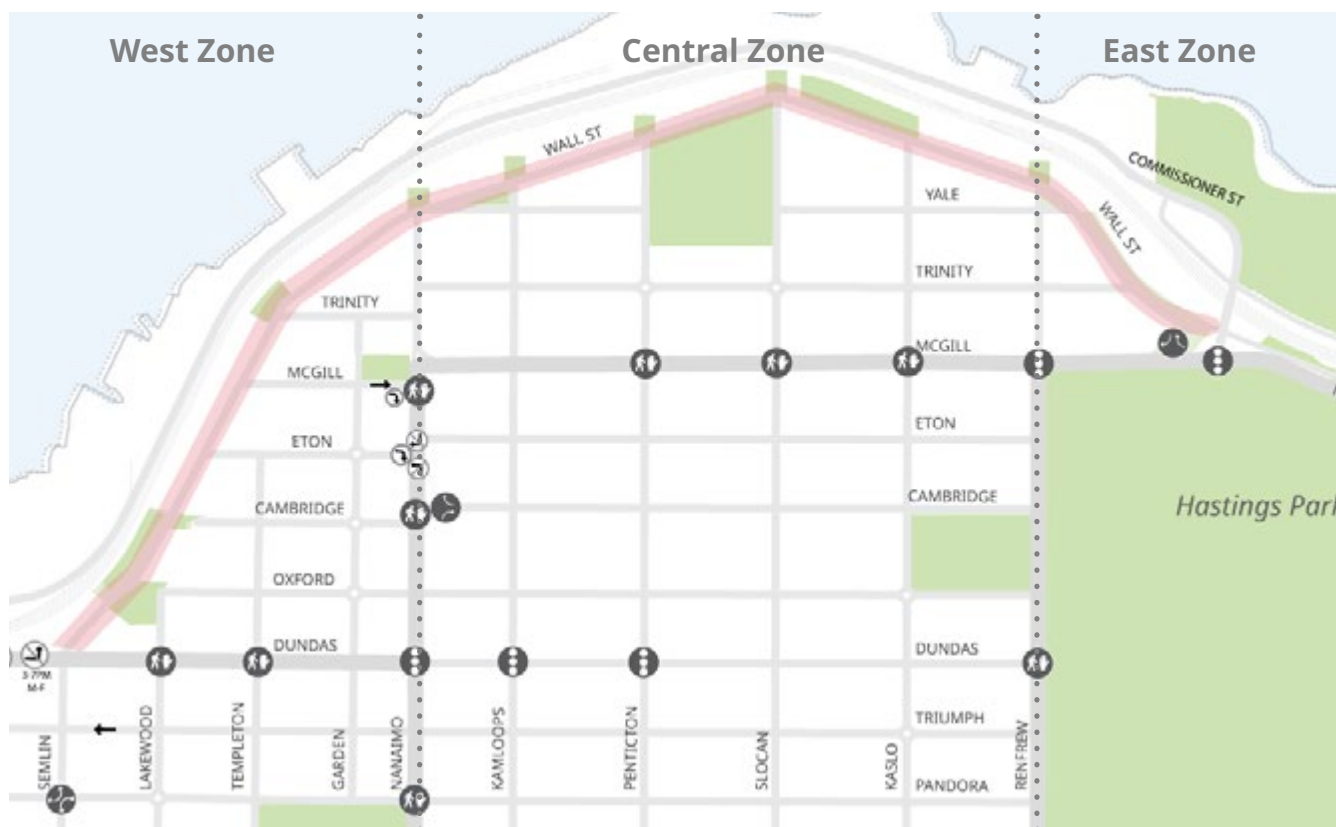 West Zone
Central Zone
East Zone
WALL ST
COMMISSIONER ST
YALE
WALL ST
TRINITY
TRINITY
MCGILL
MCGILL
ETON
ETON
CAMBRIDGE
CAMBRIDGE
Hastings Park
OXFORD
DUNDAS
DUNDAS
3-7PM
M-F
TRIUMPH
SEMLIN
LAKEWOOD
TEMPLETON
GARDEN
NANAIMO
KAMLOOPS
PENTICTON
SLOCAN
KASLO
RENFREW
PANDORA